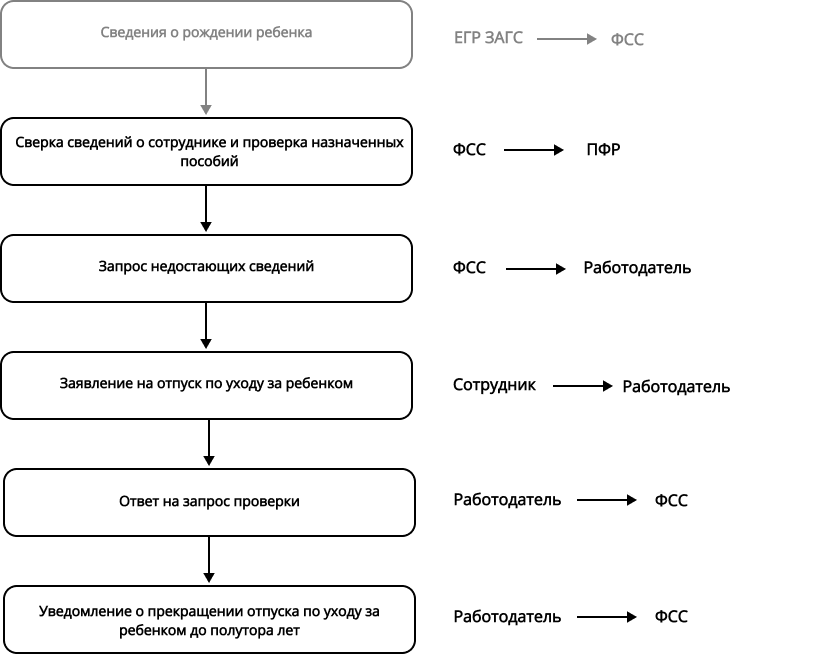 Сведения о рождении ребенка
ЕГР ЗАГС ФСС
Сверка сведений о сотруднике и проверка назначенных
пособий
ФСС ПФР
Запрос недостающих сведений
ФСС Работодатель
Заявление на отпуск по уходу за ребенком
Сотрудник Работодатель
Ответ на запрос проверки
Работодатель ФСС
Уведомление о прекращении отпуска по уходу за
ребенком до полутора лет
Работодатель ФСС